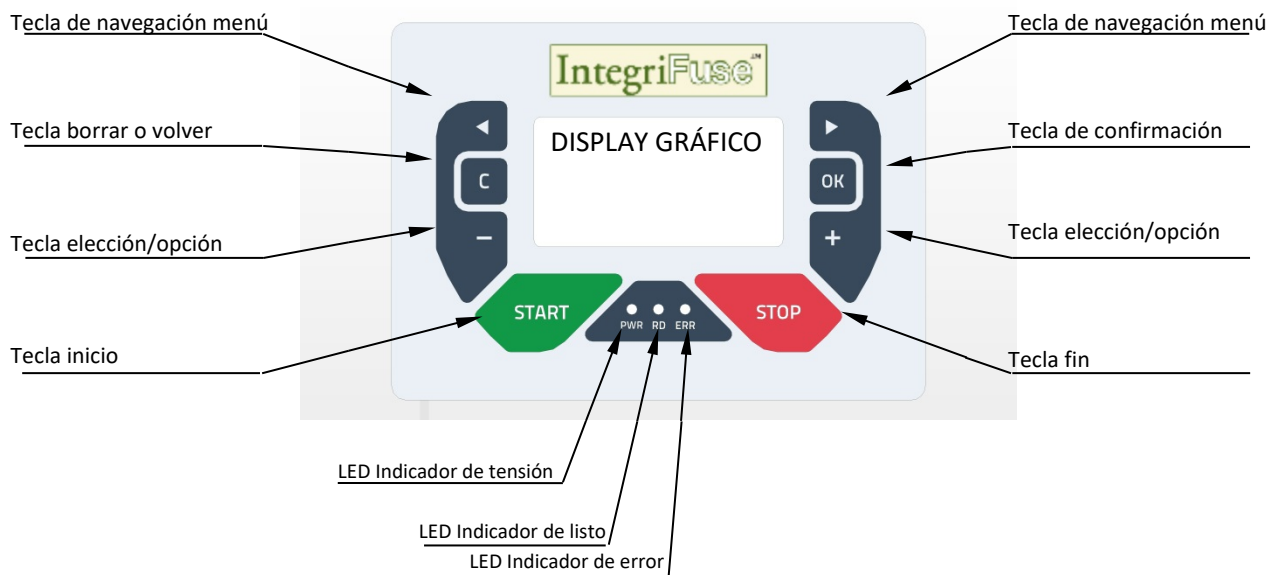 Tecla de navegación menú
Tecla de navegación menú
IntegriFuse™
Tecla borrar o volver
DISPLAY GRÁFICO
Tecla de confirmación
C
OK
Tecla elección/opción
−
+
Tecla elección/opción
START
PWR RD ERR
STOP
Tecla inicio
Tecla fin
LED Indicador de tensión
LED Indicador de listo
LED Indicador de error